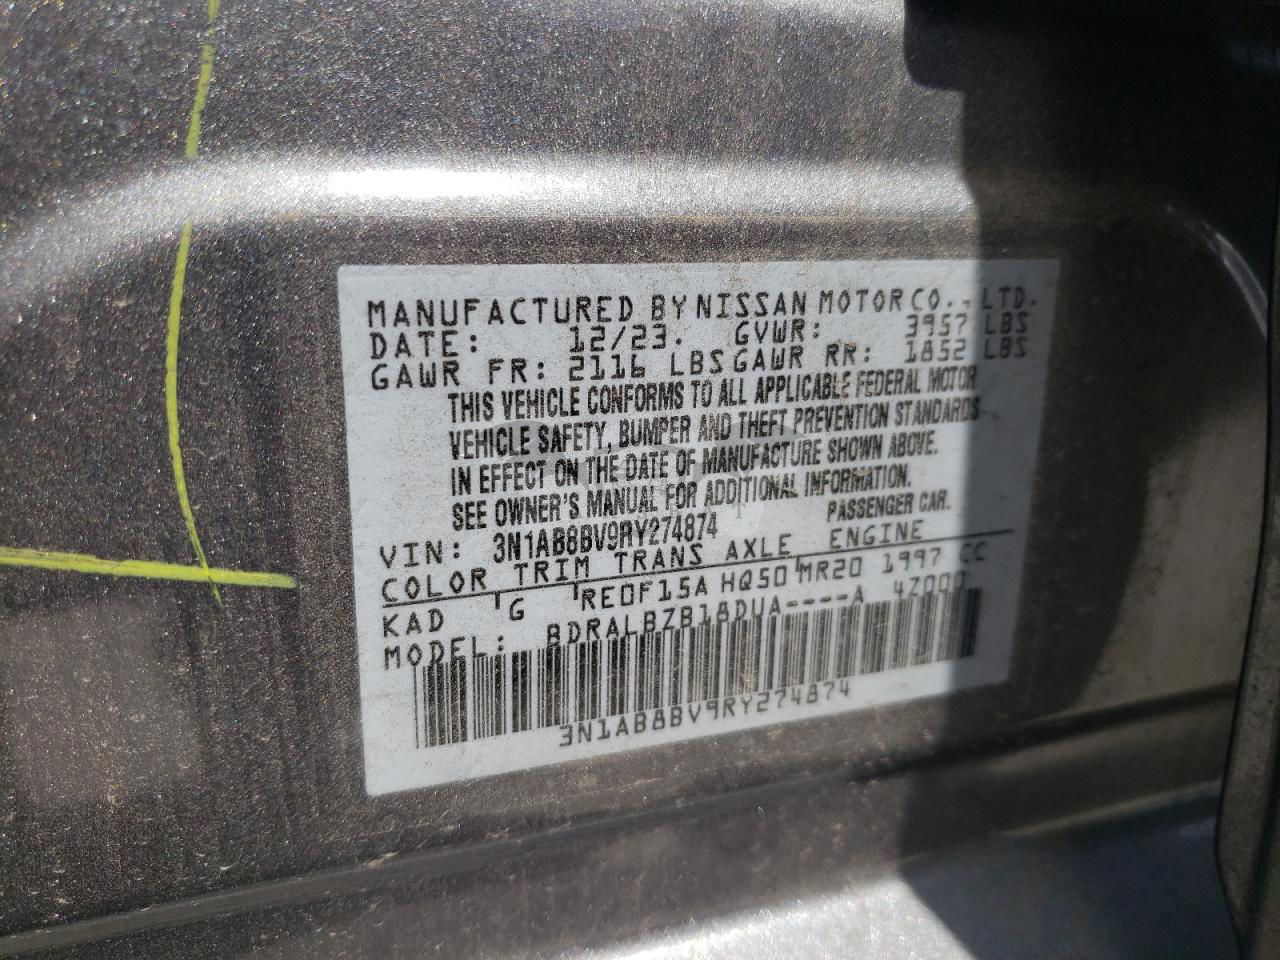 MANUFACTURED BY NISSAN MOTOR CO., LTD.
DATE: 12/23. GVWR: 3957 LBS
GAWR FR: 2116 LBS GAWR RR: 1852 LBS
THIS VEHICLE CONFORMS TO ALL APPLICABLE FEDERAL MOTOR
VEHICLE SAFETY, BUMPER AND THEFT PREVENTION STANDARDS
IN EFFECT ON THE DATE OF MANUFACTURE SHOWN ABOVE.
SEE OWNER'S MANUAL FOR ADDITIONAL INFORMATION.
VIN: 3N1AB8BV9RY274874 PASSENGER CAR.
COLOR TRIM TRANS AXLE ENGINE
KAD G RE0F15A HQ50 MR20 1997 CC
MODEL: BDRALBZB18DUA----A 4Z000
3N1AB8BV9RY274874